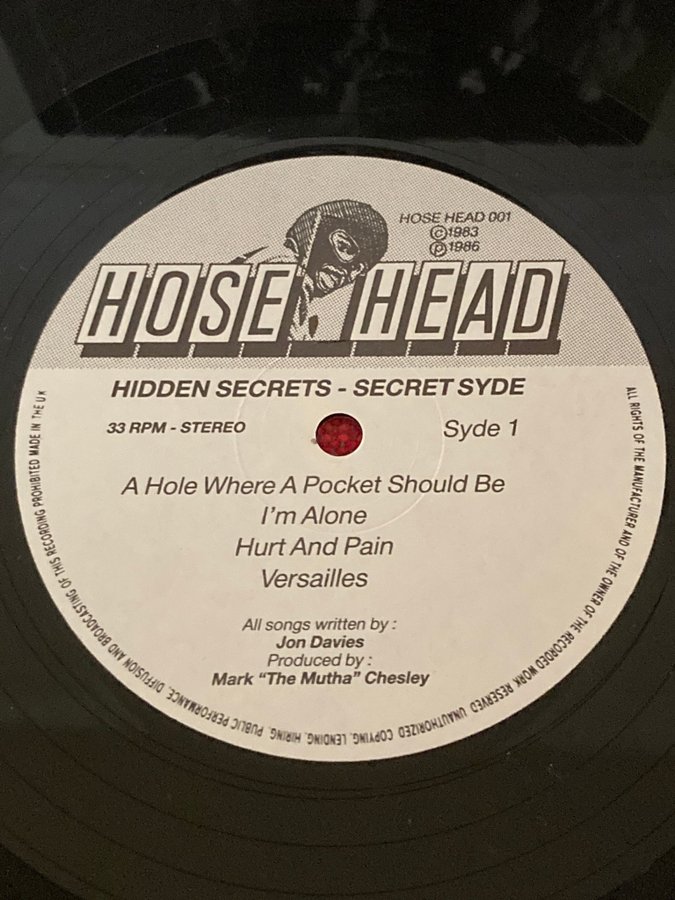 HOSE HEAD 001
©1983
℗1986
HOSE HEAD
HIDDEN SECRETS - SECRET SYDE
33 RPM - STEREO
Syde 1
A Hole Where A Pocket Should Be
I'm Alone
Hurt And Pain
Versailles
All songs written by :
Jon Davies
Produced by :
Mark "The Mutha" Chesley
ALL RIGHTS OF THE MANUFACTURER AND OF THE OWNER OF THE RECORDED WORK RESERVED UNAUTHORIZED COPYING, LENDING, HIRING, PUBLIC PERFORMANCE, DIFFUSION AND BROADCASTING OF THIS RECORDING PROHIBITED MADE IN THE U.K